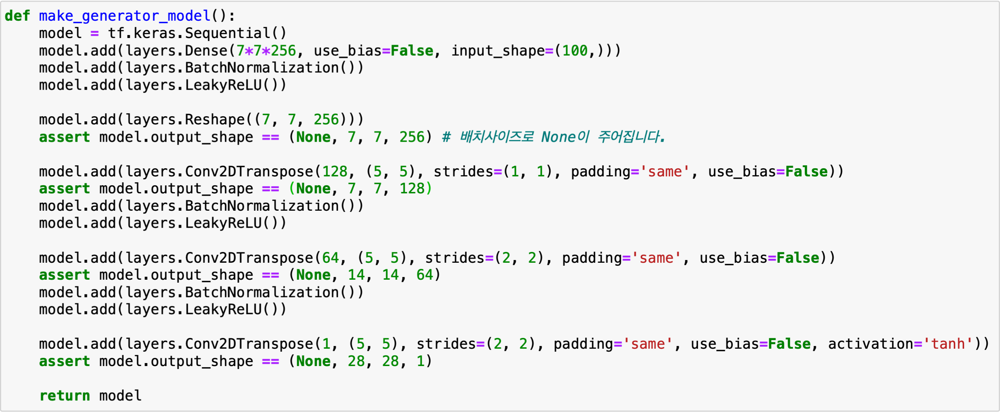 def make_generator_model():
    model = tf.keras.Sequential()
    model.add(layers.Dense(7*7*256, use_bias=False, input_shape=(100,)))
    model.add(layers.BatchNormalization())
    model.add(layers.LeakyReLU())

    model.add(layers.Reshape((7, 7, 256)))
    assert model.output_shape == (None, 7, 7, 256) # 배치사이즈로 None이 주어집니다.

    model.add(layers.Conv2DTranspose(128, (5, 5), strides=(1, 1), padding='same', use_bias=False))
    assert model.output_shape == (None, 7, 7, 128)
    model.add(layers.BatchNormalization())
    model.add(layers.LeakyReLU())

    model.add(layers.Conv2DTranspose(64, (5, 5), strides=(2, 2), padding='same', use_bias=False))
    assert model.output_shape == (None, 14, 14, 64)
    model.add(layers.BatchNormalization())
    model.add(layers.LeakyReLU())

    model.add(layers.Conv2DTranspose(1, (5, 5), strides=(2, 2), padding='same', use_bias=False, activation='tanh'))
    assert model.output_shape == (None, 28, 28, 1)

    return model